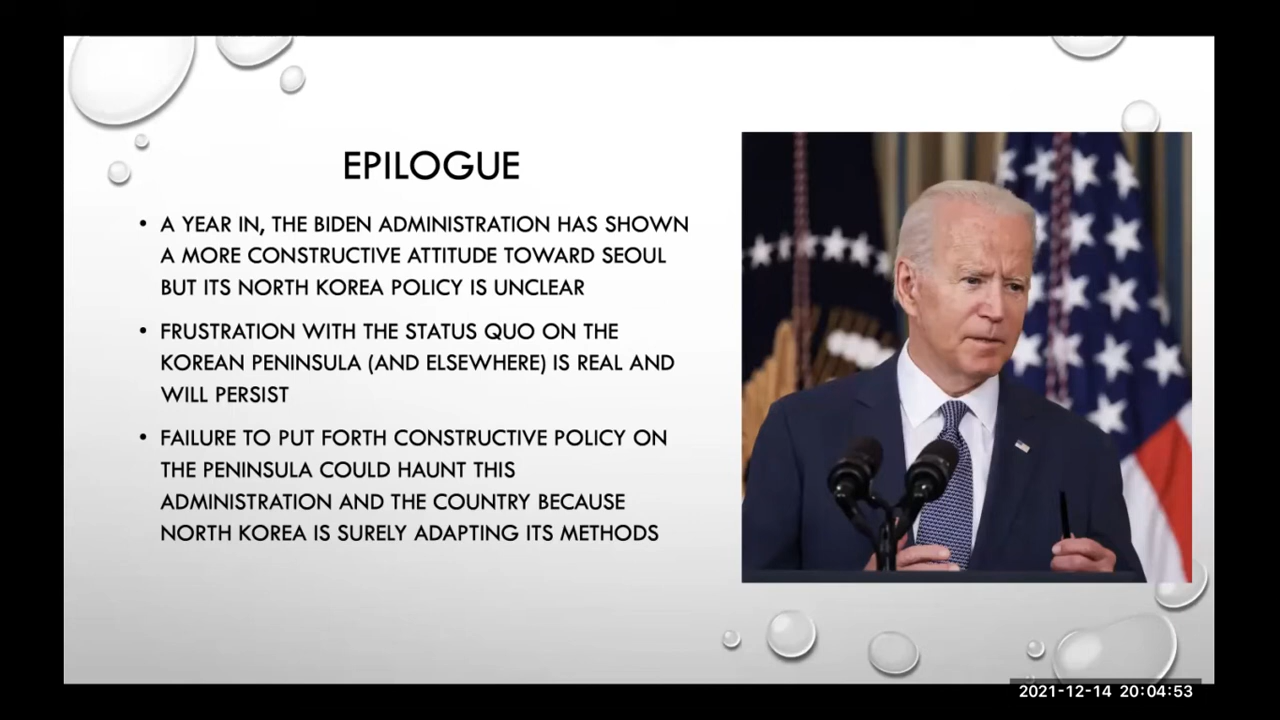 EPILOGUE
• A YEAR IN, THE BIDEN ADMINISTRATION HAS SHOWN
A MORE CONSTRUCTIVE ATTITUDE TOWARD SEOUL
BUT ITS NORTH KOREA POLICY IS UNCLEAR
• FRUSTRATION WITH THE STATUS QUO ON THE
KOREAN PENINSULA (AND ELSEWHERE) IS REAL AND
WILL PERSIST
• FAILURE TO PUT FORTH CONSTRUCTIVE POLICY ON
THE PENINSULA COULD HAUNT THIS
ADMINISTRATION AND THE COUNTRY BECAUSE
NORTH KOREA IS SURELY ADAPTING ITS METHODS
2021-12-14 20:04:53